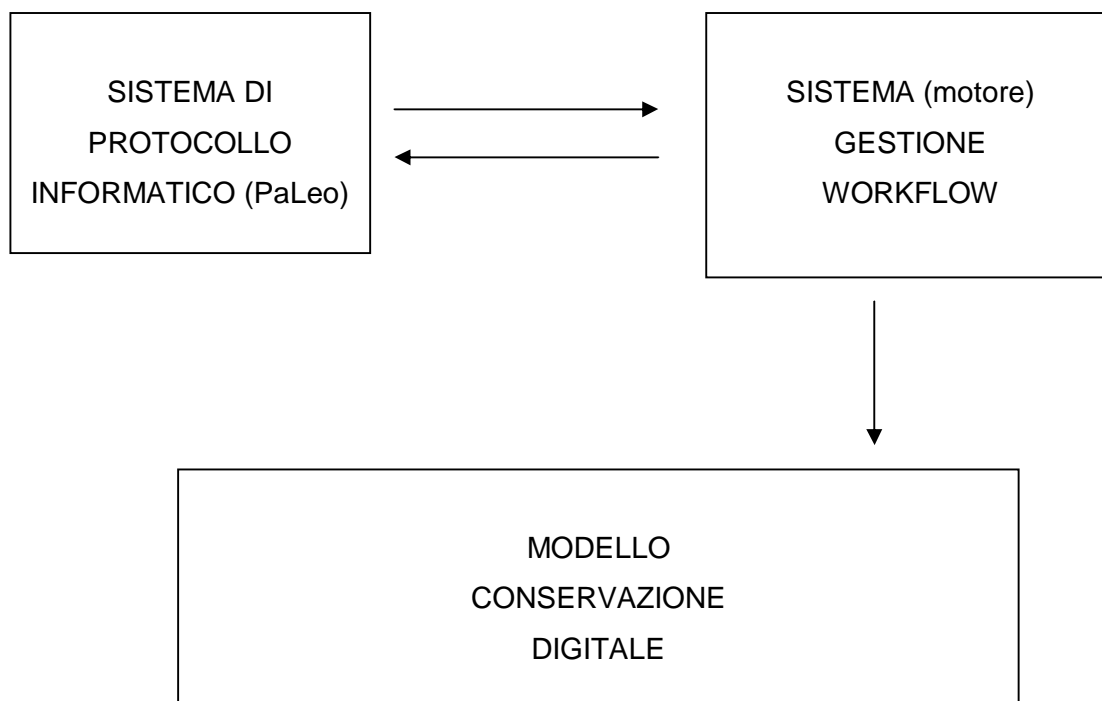 SISTEMA DI
PROTOCOLLO
INFORMATICO (PaLeo)
SISTEMA (motore)
GESTIONE
WORKFLOW
MODELLO
CONSERVAZIONE
DIGITALE